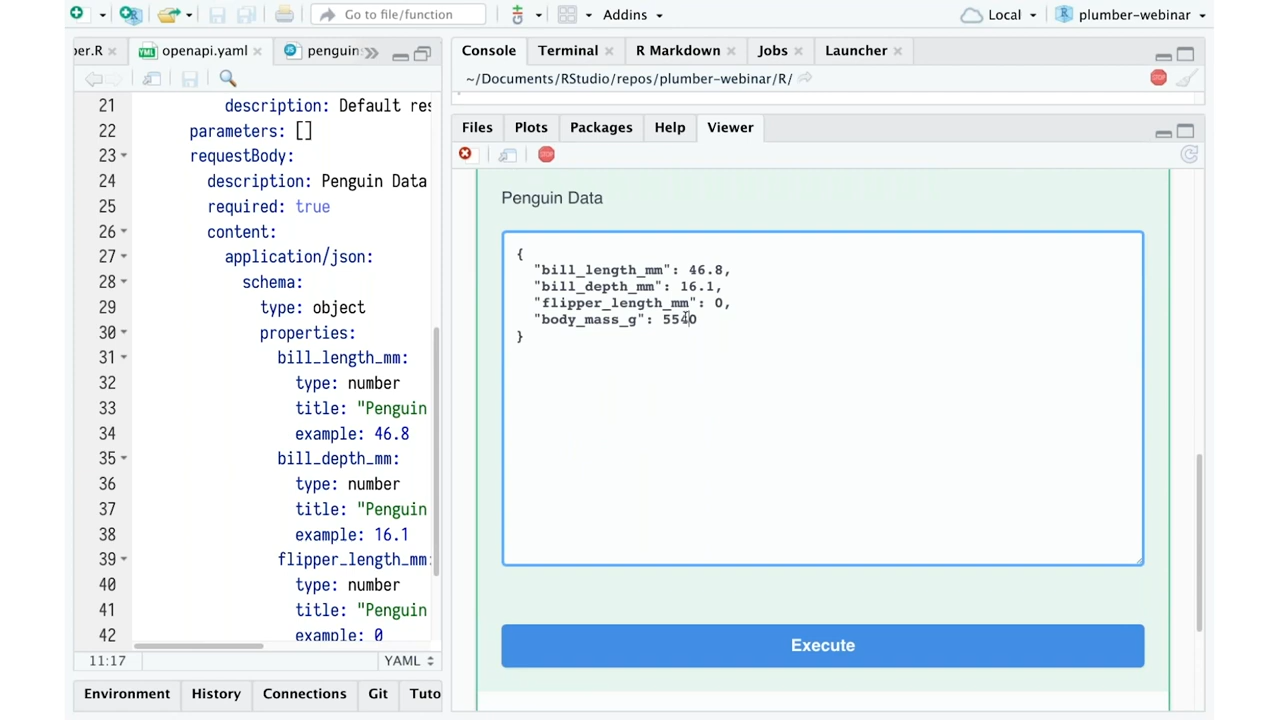 Go to file/function
Addins
Local
plumber-webinar
per.R
openapi.yaml
penguin
Console
Terminal
R Markdown
Jobs
Launcher
~/Documents/RStudio/repos/plumber-webinar/R/
21 description: Default res
22 parameters: []
23 requestBody:
24 description: Penguin Data
25 required: true
26 content:
27 application/json:
28 schema:
29 type: object
30 properties:
31 bill_length_mm:
32 type: number
33 title: "Penguin
34 example: 46.8
35 bill_depth_mm:
36 type: number
37 title: "Penguin
38 example: 16.1
39 flipper_length_mm:
40 type: number
41 title: "Penguin
42 example: 0
11:17
YAML
Environment
History
Connections
Git
Tuto
Files
Plots
Packages
Help
Viewer
Penguin Data
{
"bill_length_mm": 46.8,
"bill_depth_mm": 16.1,
"flipper_length_mm": 0,
"body_mass_g": 5540
}
Execute